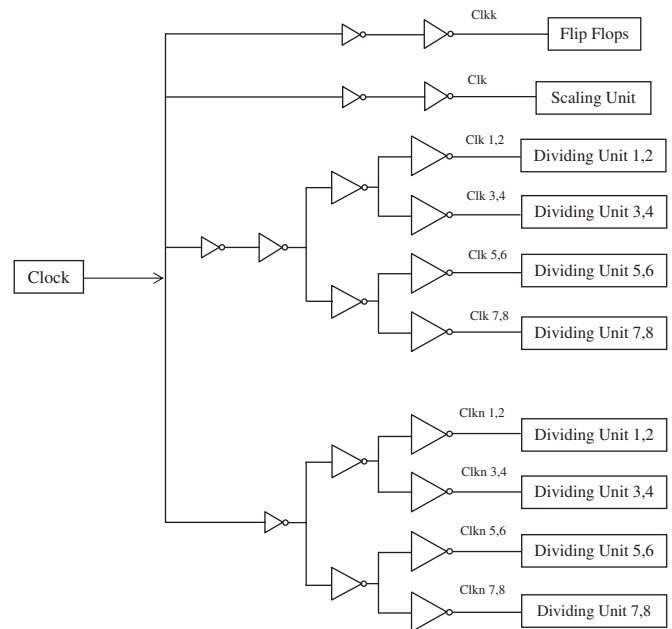 Clkk
Flip Flops
Clk
Scaling Unit
Clk 1,2
Dividing Unit 1,2
Clk 3,4
Dividing Unit 3,4
Clk 5,6
Dividing Unit 5,6
Clock
Clk 7,8
Dividing Unit 7,8
Clkn 1,2
Dividing Unit 1,2
Clkn 3,4
Dividing Unit 3,4
Clkn 5,6
Dividing Unit 5,6
Clkn 7,8
Dividing Unit 7,8